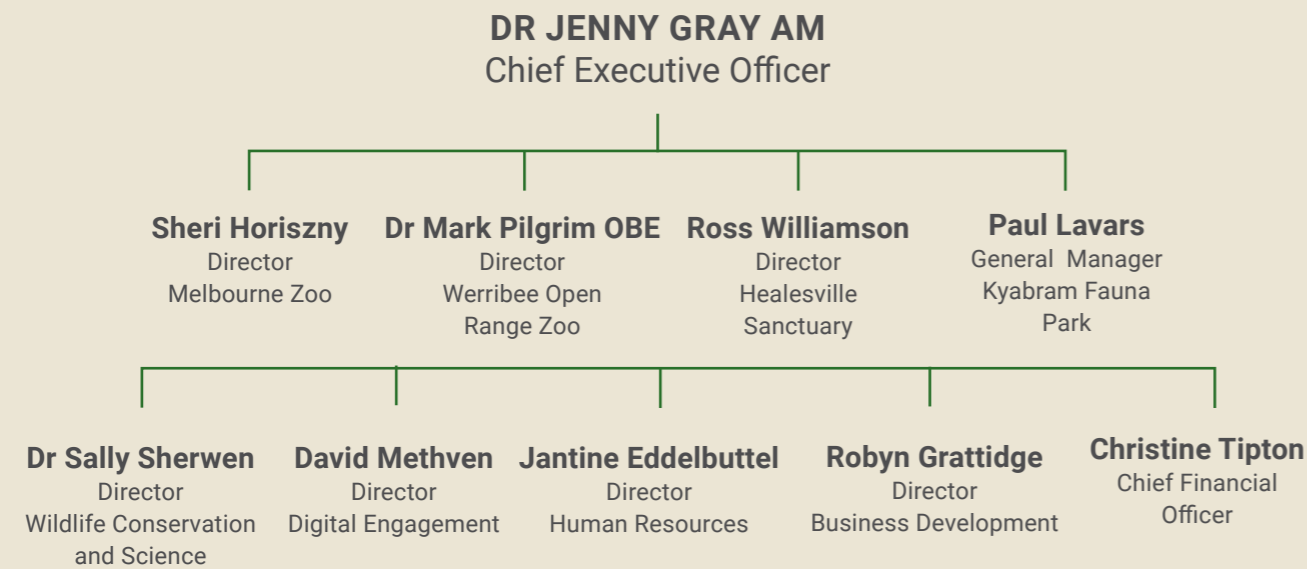 DR JENNY GRAY AM
Chief Executive Officer
Sheri Horiszny
Director
Melbourne Zoo
Dr Mark Pilgrim OBE
Director
Werribee Open
Range Zoo
Ross Williamson
Director
Healesville
Sanctuary
Paul Lavars
General Manager
Kyabram Fauna
Park
Dr Sally Sherwen
Director
Wildlife Conservation
and Science
David Methven
Director
Digital Engagement
Jantine Eddelbuttel
Director
Human Resources
Robyn Grattidge
Director
Business Development
Christine Tipton
Chief Financial
Officer